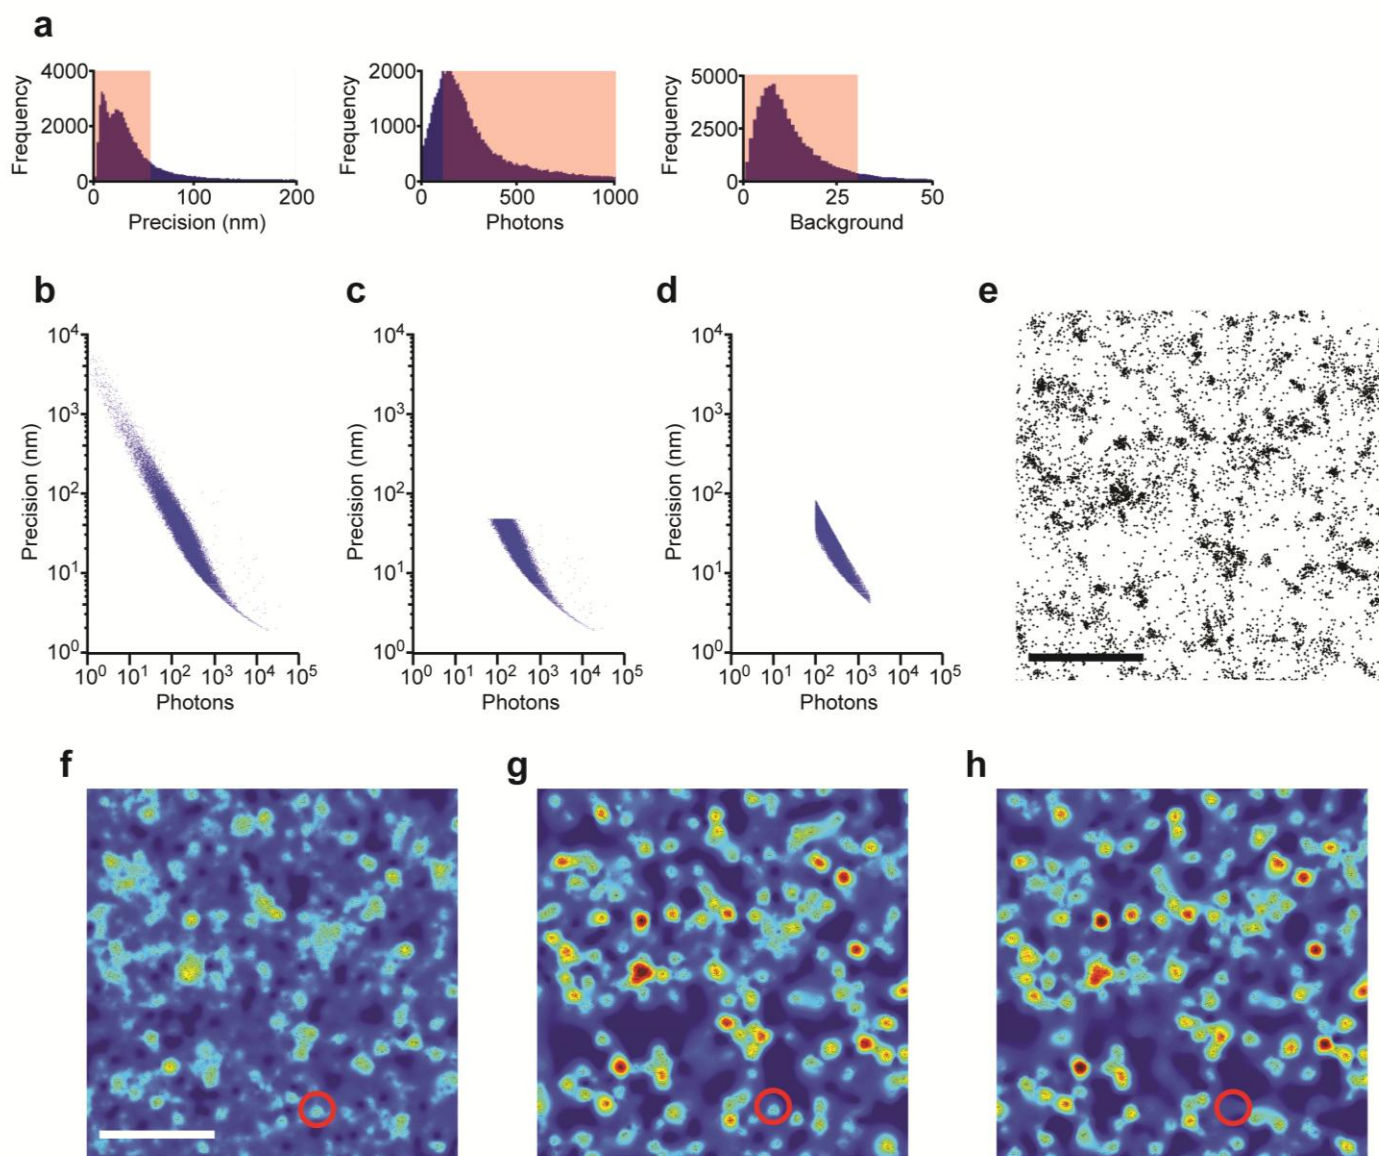 a
Frequency
4000
2000
0
0
100
200
Precision (nm)
Frequency
2000
1000
0
0
500
1000
Photons
Frequency
5000
2500
0
0
25
50
Background
b
c
d
e
Precision (nm)
10⁴
10³
10²
10¹
10⁰
10⁰ 10¹ 10² 10³ 10⁴ 10⁵
Photons
Precision (nm)
10⁴
10³
10²
10¹
10⁰
10⁰ 10¹ 10² 10³ 10⁴ 10⁵
Photons
Precision (nm)
10⁴
10³
10²
10¹
10⁰
10⁰ 10¹ 10² 10³ 10⁴ 10⁵
Photons
f
g
h